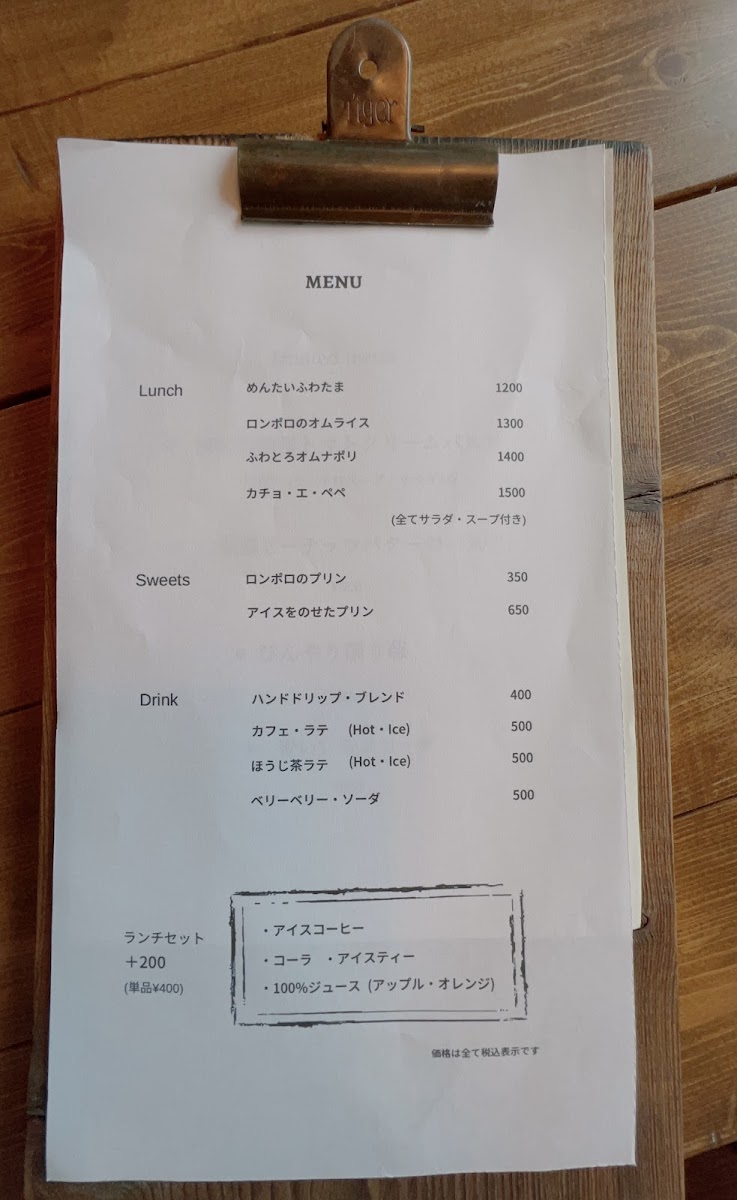 Tiger
MENU
Lunch めんたいふわたま 1200
ロンポロのオムライス 1300
ふわとろオムナポリ 1400
カチョ・エ・ペペ 1500
(全てサラダ・スープ付き)
Sweets ロンポロのプリン 350
アイスをのせたプリン 650
Drink ハンドドリップ・ブレンド 400
カフェ・ラテ (Hot・Ice) 500
ほうじ茶ラテ (Hot・Ice) 500
ベリーベリー・ソーダ 500
ランチセット
+200
(単品¥400)
・アイスコーヒー
・コーラ ・アイスティー
・100%ジュース (アップル・オレンジ)
価格は全て税込表示です